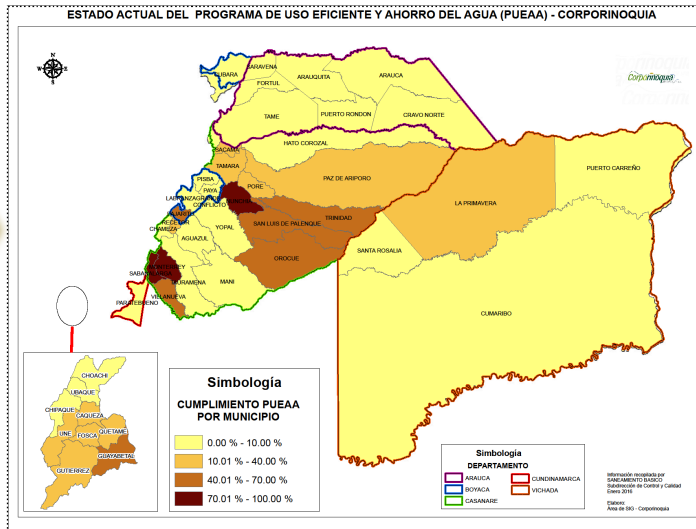 ESTADO ACTUAL DEL PROGRAMA DE USO EFICIENTE Y AHORRO DEL AGUA (PUEAA) - CORPORINOQUIA
Corporinoquia
CUBARA
SARAVENA
ARAUQUITA
ARAUCA
FORTUL
TAME
PUERTO RONDON
CRAVO NORTE
HATO COROZAL
SACAMA
TAMARA
PAZ DE ARIPORO
PUERTO CARREÑO
PISBA
PORE
PAYA
LABRANZAGRANDE
CONFLICTO
LA PRIMAVERA
PAJARITO
RECETOR
TRINIDAD
SAN LUIS DE PALENQUE
CHAMEZA
YOPAL
AGUAZUL
SANTA ROSALIA
OROCUE
MONTERREY
TAURAMENA
MANI
VILLANUEVA
PARATEBUENO
CUMARIBO
CHOACHI
UBAQUE
CHIPAQUE
CAQUEZA
UNE
FOSCA
QUETAME
GUAYABETAL
GUTIERREZ
Simbología
CUMPLIMIENTO PUEAA
POR MUNICIPIO
0.00 % - 10.00 %
10.01 % - 40.00 %
40.01 % - 70.00 %
70.01 % - 100.00 %
Simbología
DEPARTAMENTO
ARAUCA
CUNDINAMARCA
BOYACA
VICHADA
CASANARE
Información recopilada por
SANEAMIENTO BASICO
Subdirección de Control y Calidad
Enero 2016
Elaboro:
Area de SIG - Corporinoquia